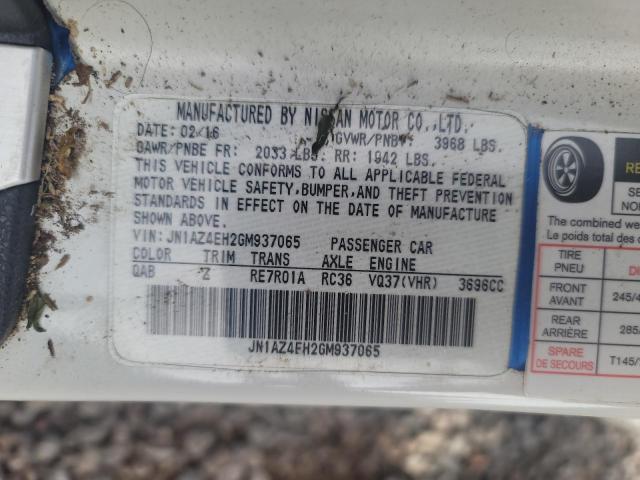 MANUFACTURED BY NISSAN MOTOR CO.,LTD.
DATE: 02/16 GVWR/PNBV: 3968 LBS.
GAWR/PNBE FR: 2033 LBS. RR: 1942 LBS.
THIS VEHICLE CONFORMS TO ALL APPLICABLE FEDERAL
MOTOR VEHICLE SAFETY,BUMPER,AND THEFT PREVENTION
STANDARDS IN EFFECT ON THE DATE OF MANUFACTURE
SHOWN ABOVE.
VIN: JN1AZ4EH2GM937065 PASSENGER CAR
COLOR TRIM TRANS AXLE ENGINE
QAB Z RE7R01A RC36 VQ37(VHR) 3696CC
JN1AZ4EH2GM937065
The combined we
Le poids total des
TIRE
PNEU
FRONT
AVANT 245/4
REAR
ARRIÈRE 285/
SPARE
DE SECOURS T145/